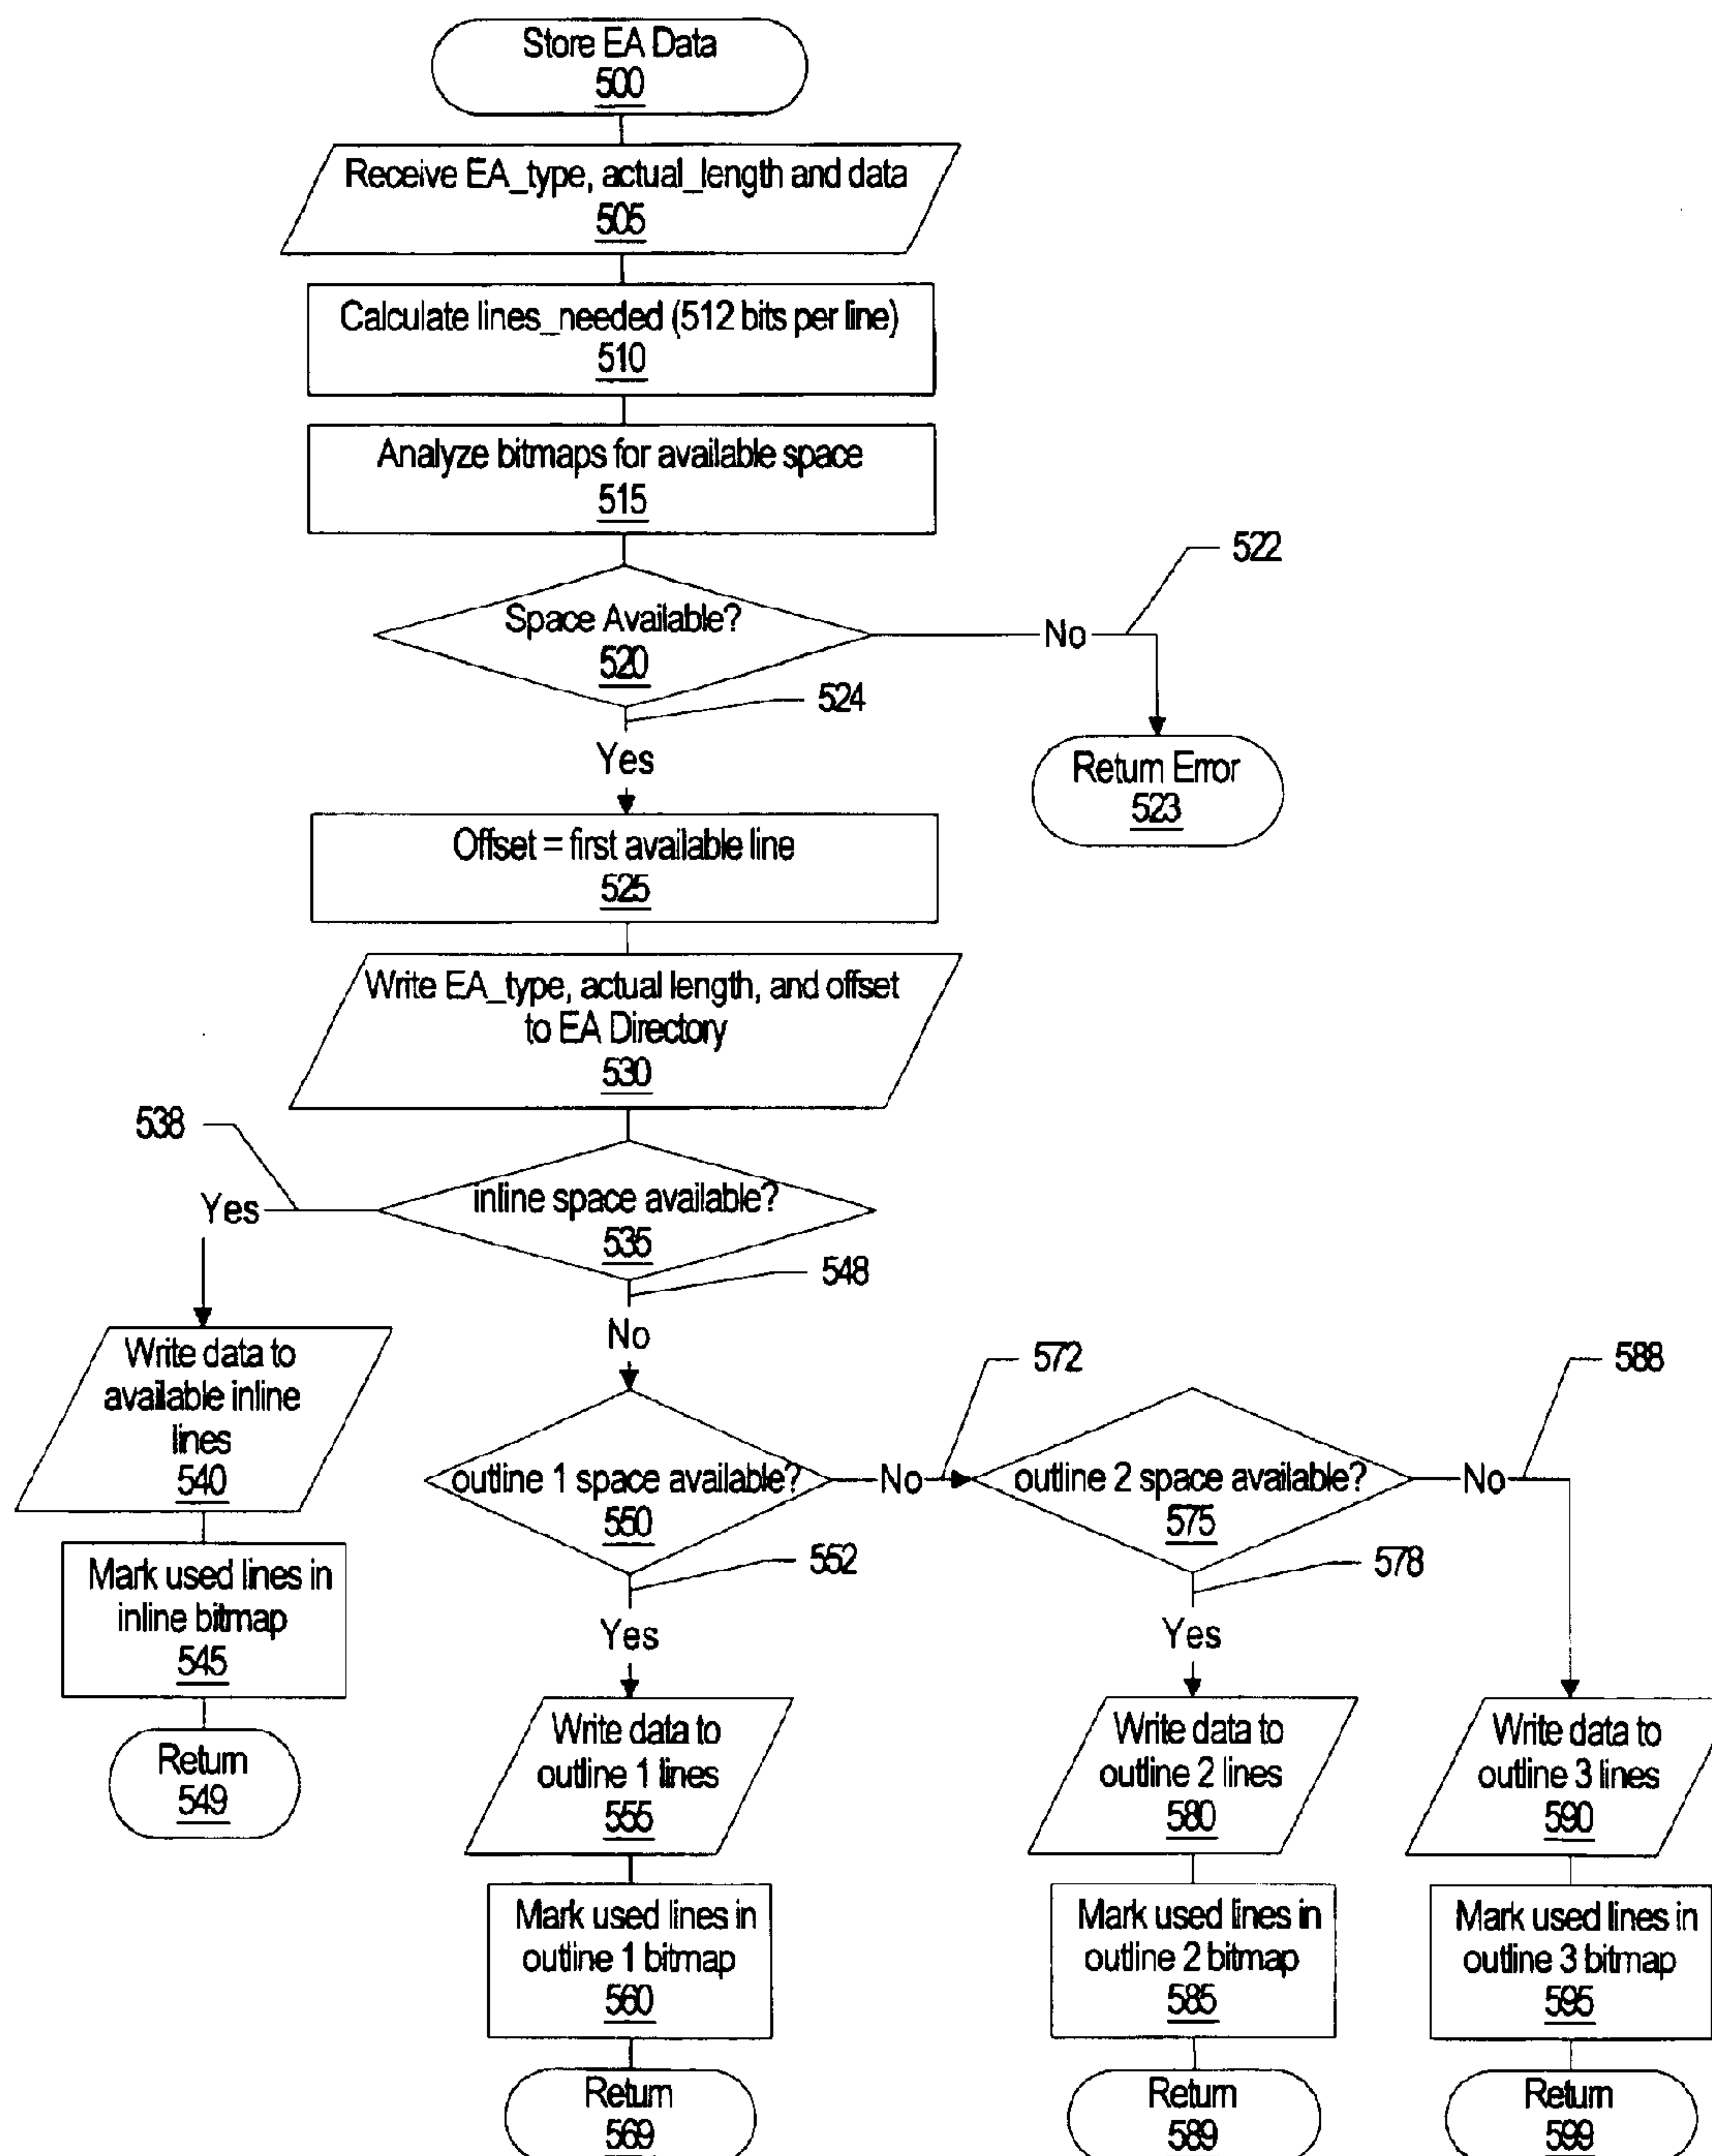 Store EA Data
500
Receive EA_type, actual_length and data
505
Calculate lines_needed (512 bits per line)
510
Analyze bitmaps for available space
515
522
Space Available?
520
No
524
Yes
Return Error
523
Offset = first available line
525
Write EA_type, actual length, and offset
to EA Directory
530
538
Yes
inline space available?
535
548
No
572
588
Write data to
available inline
lines
540
outline 1 space available?
550
No
outline 2 space available?
575
No
552
578
Mark used lines in
inline bitmap
545
Yes
Yes
Return
549
Write data to
outline 1 lines
555
Write data to
outline 2 lines
580
Write data to
outline 3 lines
590
Mark used lines in
outline 1 bitmap
560
Mark used lines in
outline 2 bitmap
585
Mark used lines in
outline 3 bitmap
595
Return
569
Return
589
Return
599